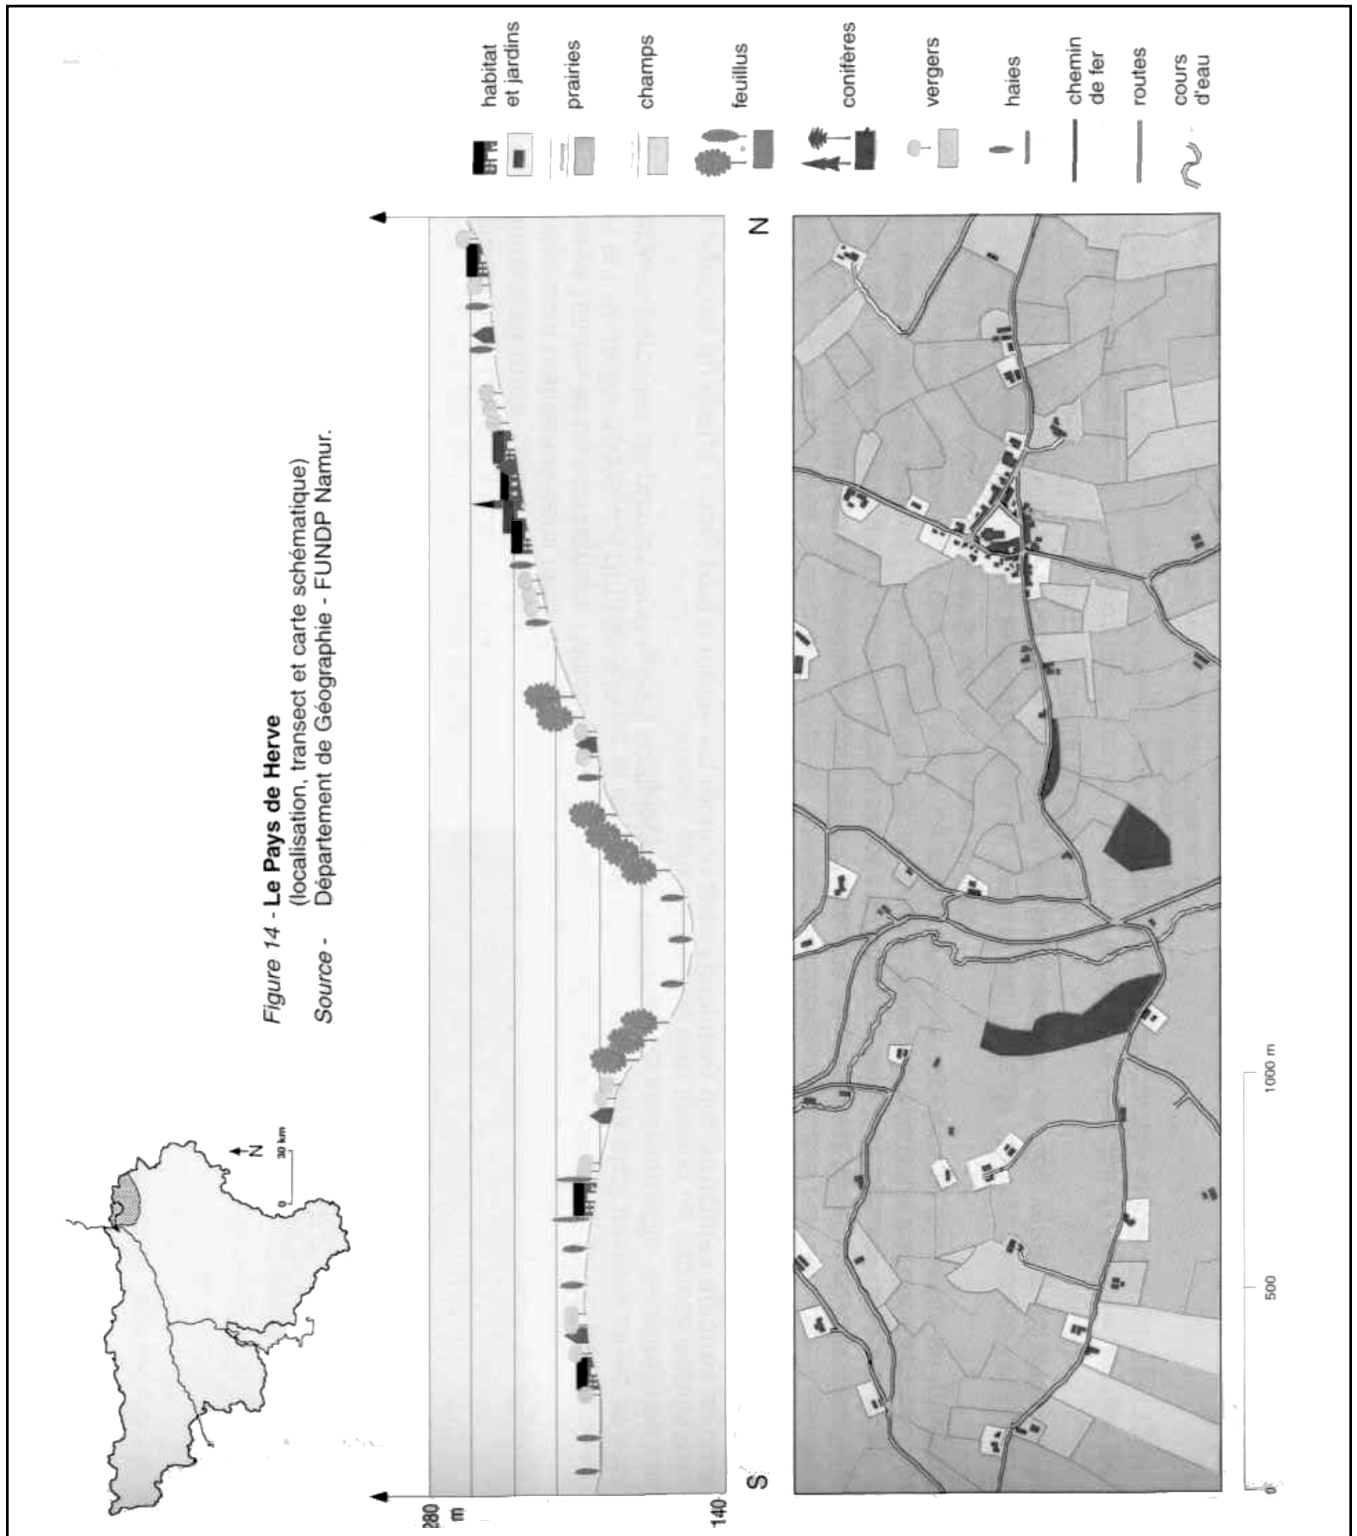 Figure 14 - Le Pays de Herve
(localisation, transect et carte schématique)
Source - Département de Géographie - FUNDP Namur.
N
0 30 km
280
m
140
S
N
habitat
et jardins
prairies
champs
feuillus
conifères
vergers
haies
chemin
de fer
routes
cours
d'eau
0 500 1000 m